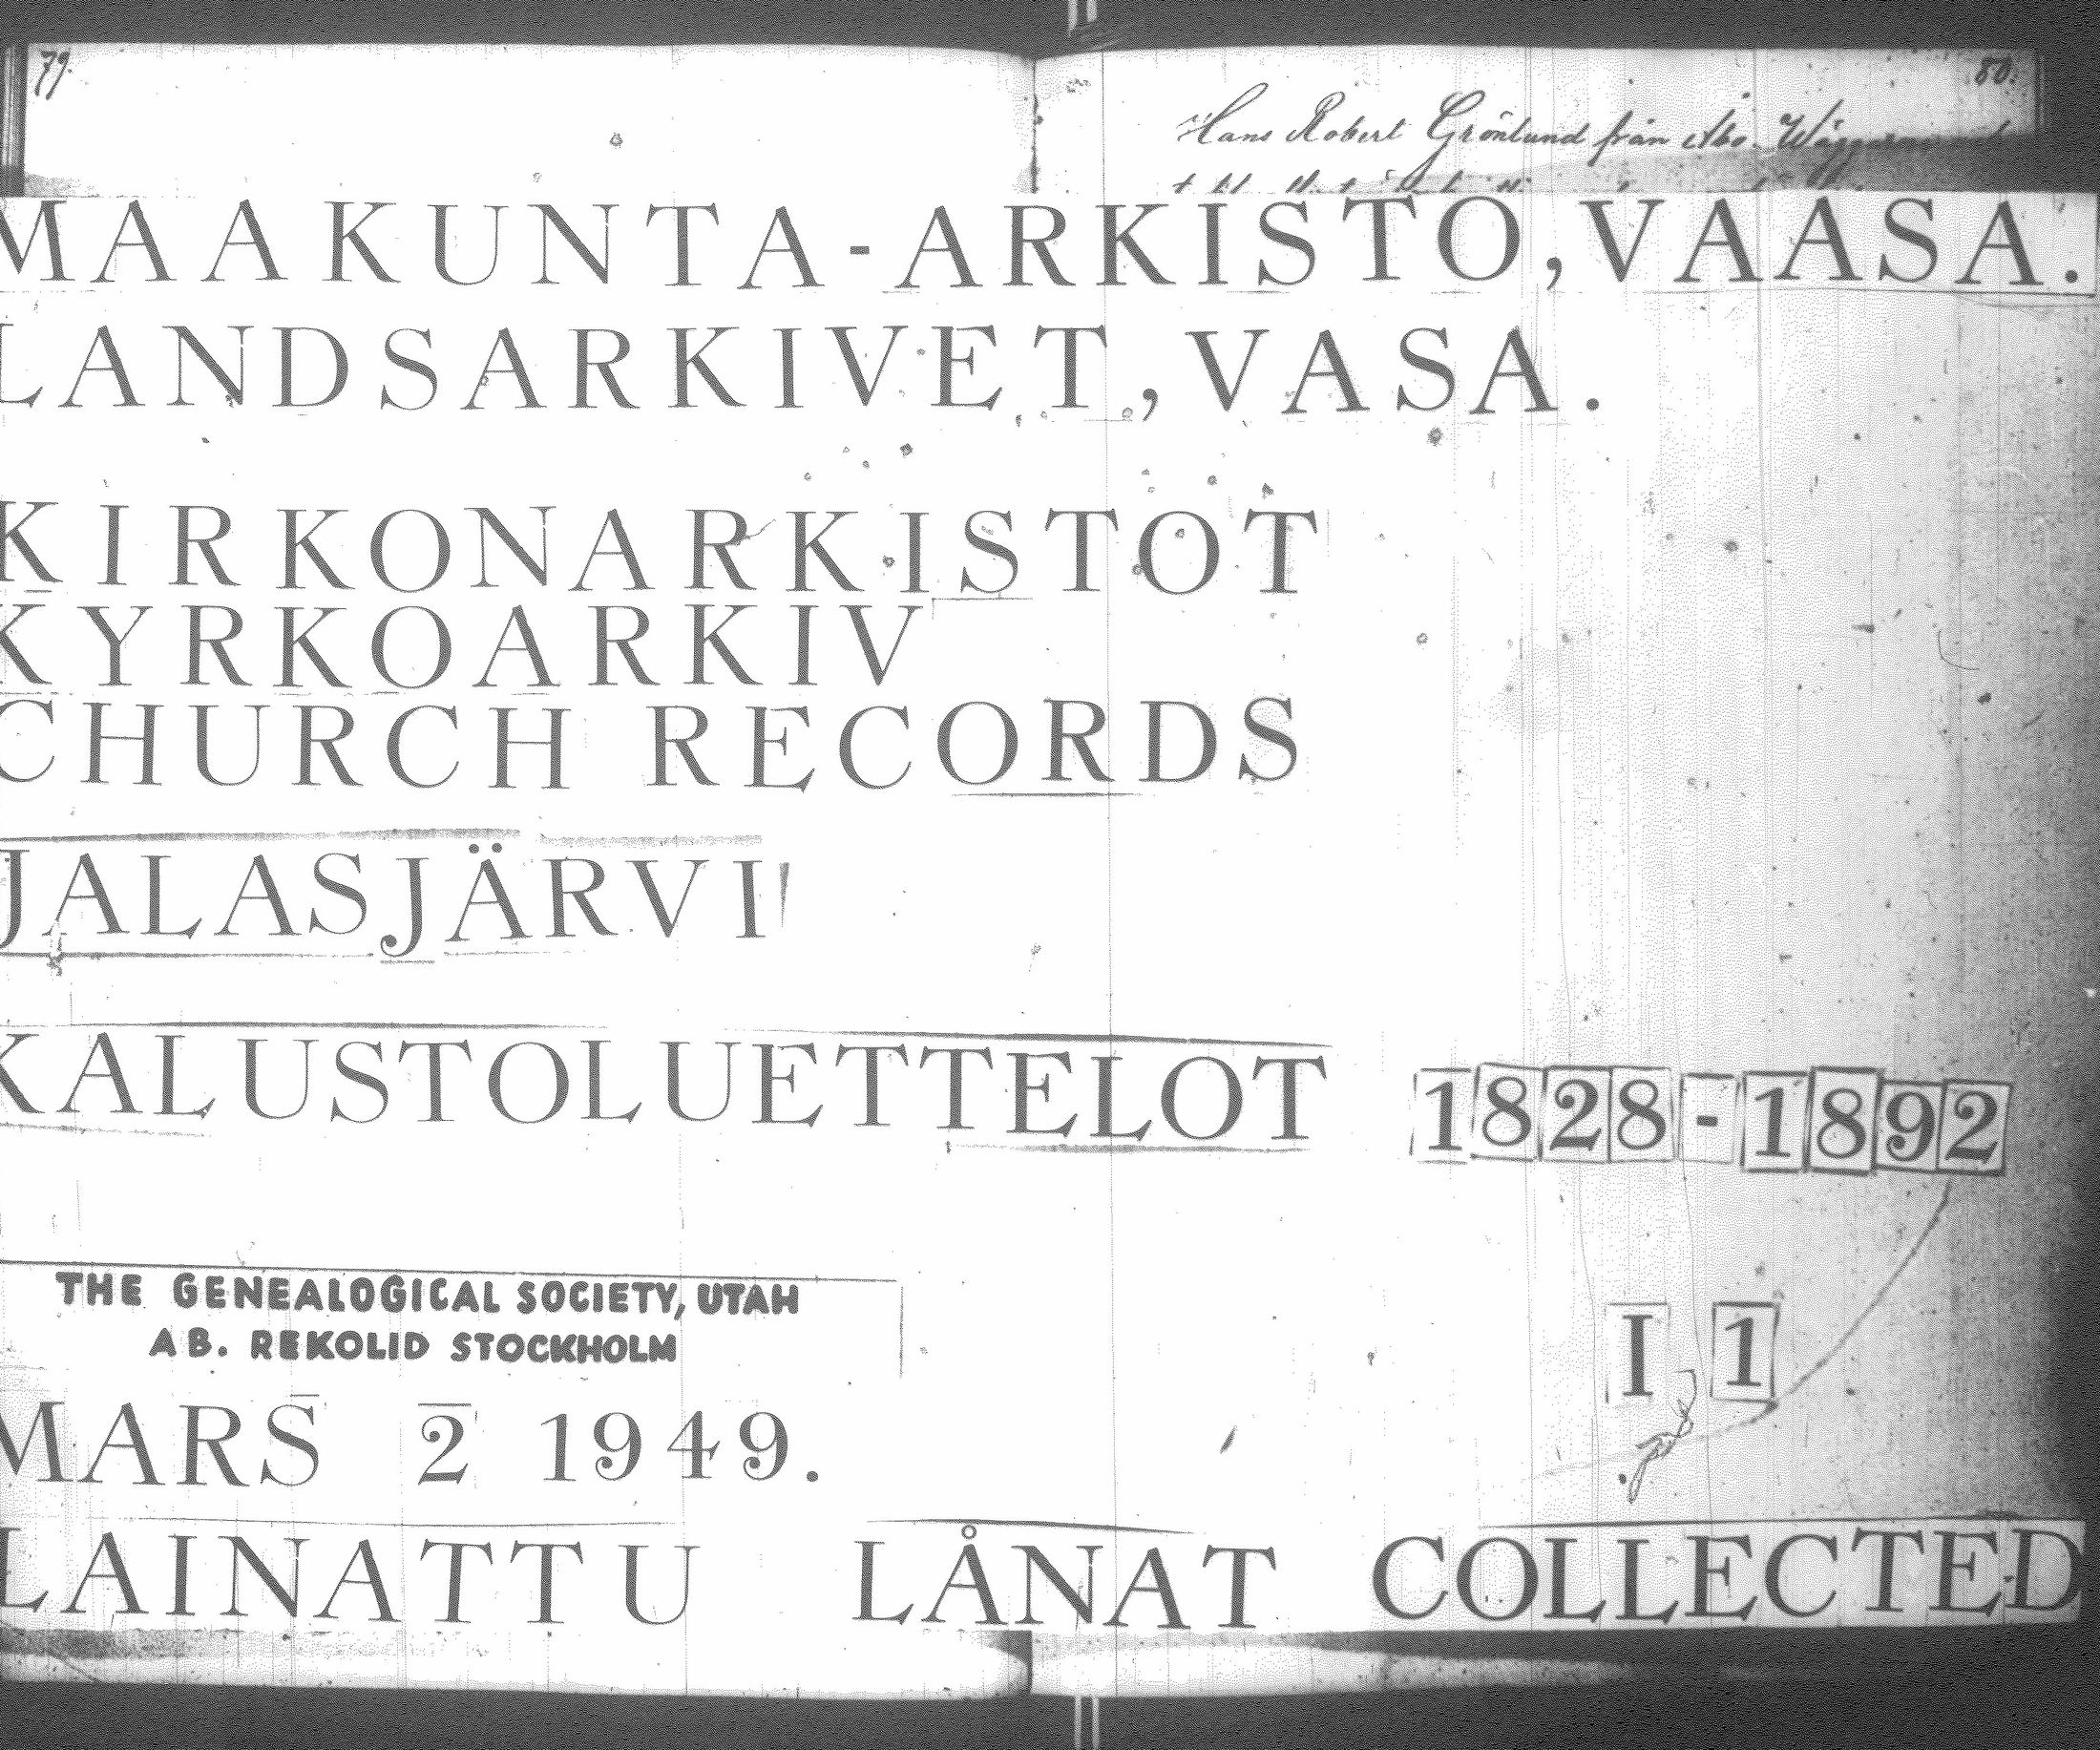 79.
80.
Hans Robert Grönlund från Åbo.
MAAKUNTA-ARKISTO, VAASA.
LANDSARKIVET, VASA.
KIRKONARKISTOT
KYRKOARKIV
CHURCH RECORDS
JALASJÄRVI
KALUSTOLUETTELOT 1828-1892
THE GENEALOGICAL SOCIETY, UTAH
AB. REKOLID STOCKHOLM
I 1
MARS 2 1949.
LAINATTU LÅNAT COLLECTED